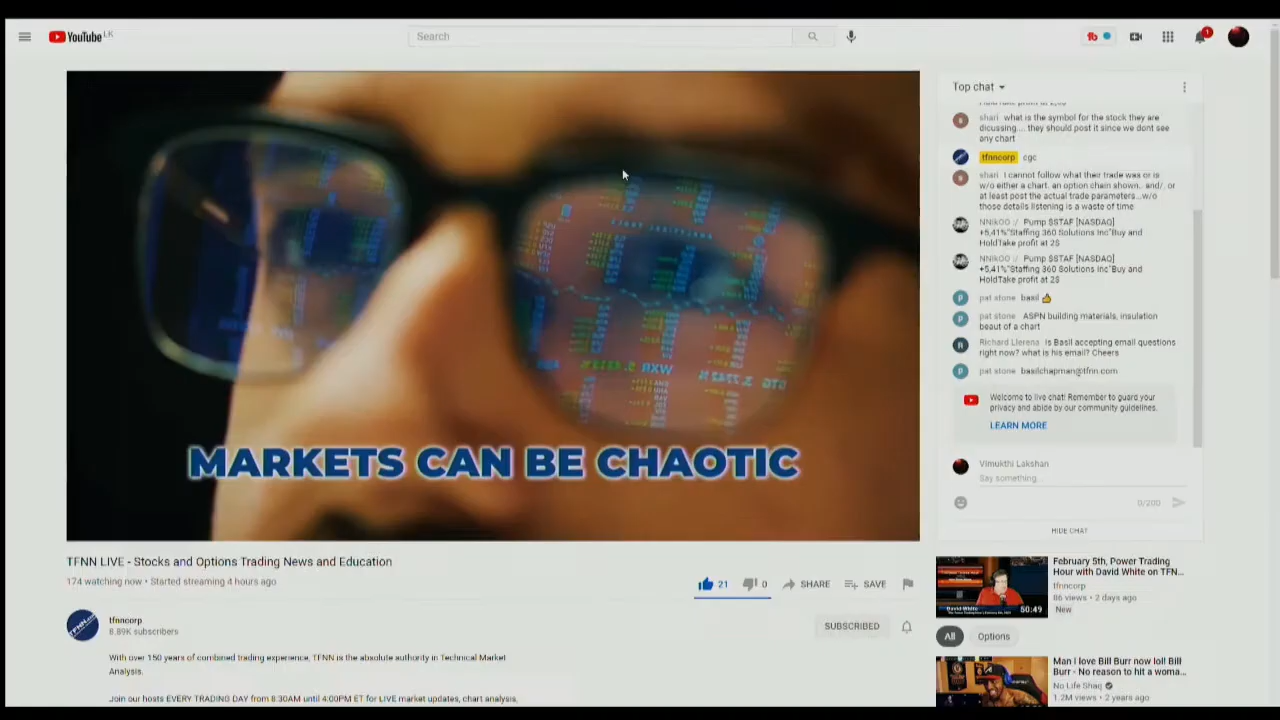 YouTube LK
Search
1
Top chat
shari what is the symbol for the stock they are
dicussing.... they should post it since we dont see
any chart
tfnncorp cgc
shari I cannot follow what their trade was or is
w/o either a chart. an option chain shown.. and/. or
at least post the actual trade parameters...w/o
those details listening is a waste of time
NNikOO :/ Pump $STAF [NASDAQ]
+5,41%"Staffing 360 Solutions Inc"Buy and
HoldTake profit at 2$
NNikOO :/ Pump $STAF [NASDAQ]
+5,41%"Staffing 360 Solutions Inc"Buy and
HoldTake profit at 2$
pat stone basil 👍
pat stone ASPN building materials, insulation
beaut of a chart
Richard Llerena Is Basil accepting email questions
right now? what is his email? Cheers
pat stone basilchapman@tfnn.com
Welcome to live chat! Remember to guard your
privacy and abide by our community guidelines.
LEARN MORE
Vimukthi Lakshan
Say something...
0/200
HIDE CHAT
MARKETS CAN BE CHAOTIC
TFNN LIVE - Stocks and Options Trading News and Education
174 watching now • Started streaming 4 hours ago
21 0 SHARE SAVE
tfnncorp
8.89K subscribers
SUBSCRIBED
With over 150 years of combined trading experience, TFNN is the absolute authority in Technical Market
Analysis.
Join our hosts EVERY TRADING DAY from 8:30AM until 4:00PM ET for LIVE market updates, chart analysis,
February 5th, Power Trading
Hour with David White on TFN...
tfnncorp
86 views • 2 days ago
New
David White
50:49
All
Options
Man I love Bill Burr now lol! Bill
Burr - No reason to hit a woma...
No Life Shaq
1.2M views • 2 years ago